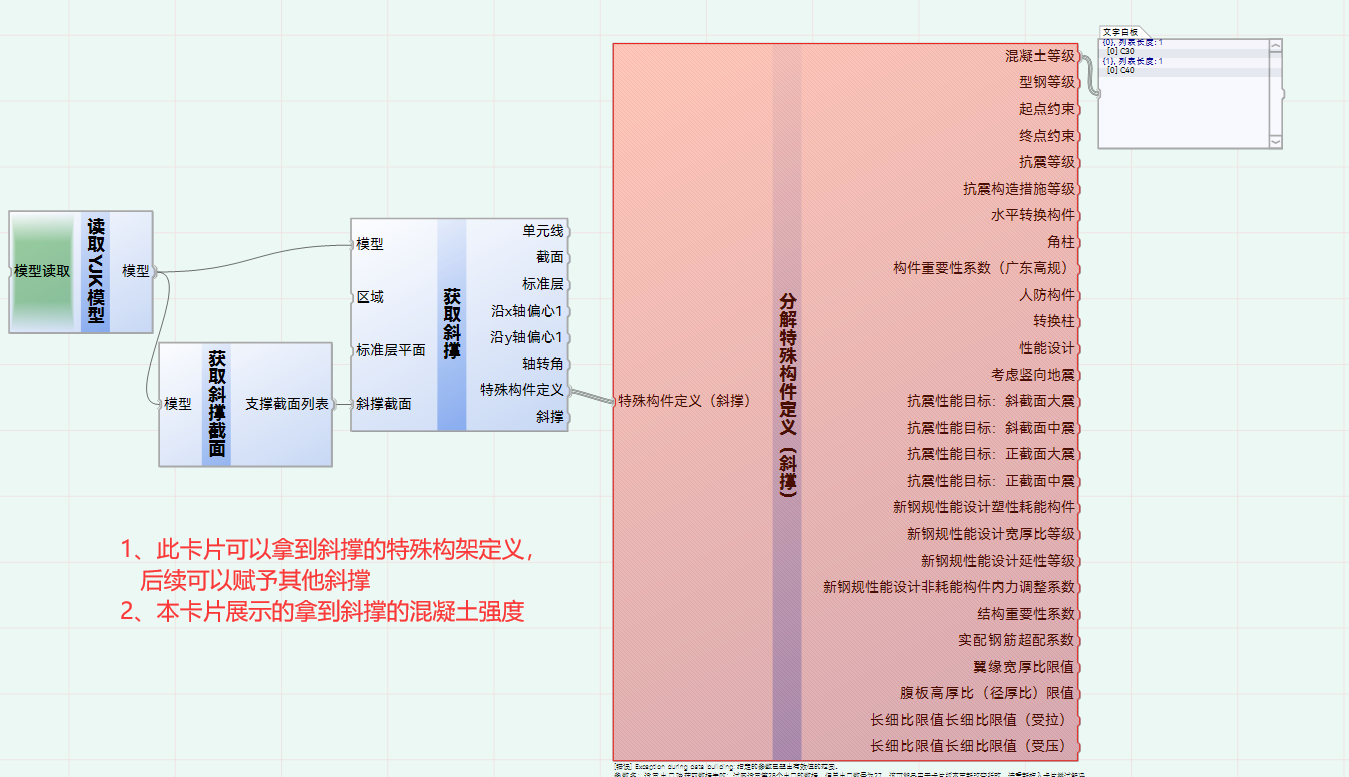 模型读取
读取YJK模型
模型
模型
获取斜撑截面
支撑截面列表
模型
区域
标准层平面
斜撑截面
获取斜撑
单元线
截面
标准层
沿x轴偏心1
沿y轴偏心1
轴转角
特殊构件定义
斜撑
特殊构件定义（斜撑）
分解特殊构件定义（斜撑）
混凝土等级
型钢等级
起点约束
终点约束
抗震等级
抗震构造措施等级
水平转换构件
角柱
构件重要性系数（广东高规）
人防构件
转换柱
性能设计
考虑竖向地震
抗震性能目标：斜截面大震
抗震性能目标：斜截面中震
抗震性能目标：正截面大震
抗震性能目标：正截面中震
新钢规性能设计塑性耗能构件
新钢规性能设计宽厚比等级
新钢规性能设计延性等级
新钢规性能设计非耗能构件内力调整系数
结构重要性系数
实配钢筋超配系数
翼缘宽厚比限值
腹板高厚比（径厚比）限值
长细比限值长细比限值（受拉）
长细比限值长细比限值（受压）
文字白板
{0}, 列表长度: 1
[0] C30
{1}, 列表长度: 1
[0] C40
1、此卡片可以拿到斜撑的特殊构架定义，
后续可以赋予其他斜撑
2、本卡片展示的拿到斜撑的混凝土强度